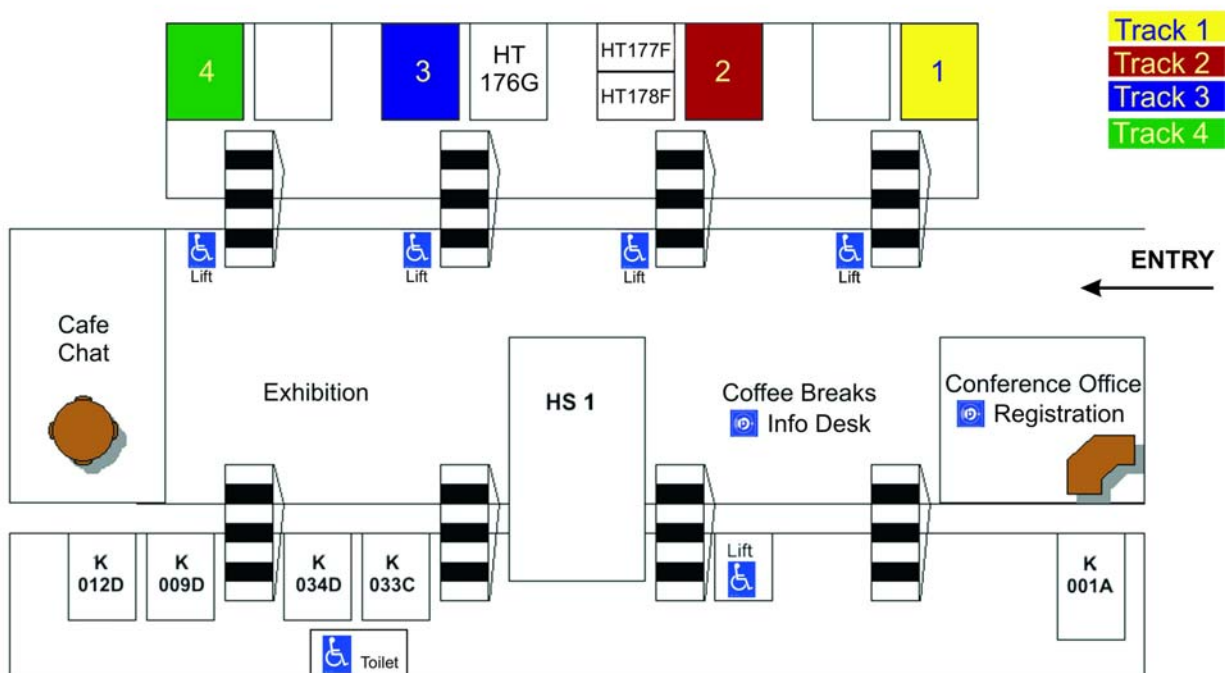 4
3
HT
176G
HT177F
HT178F
2
1
Track 1
Track 2
Track 3
Track 4
Lift
Lift
Lift
Lift
ENTRY
Cafe
Chat
Exhibition
HS 1
Coffee Breaks
Info Desk
Conference Office
Registration
K
012D
K
009D
K
034D
K
033C
Lift
K
001A
Toilet